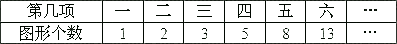 第几项 一 二 三 四 五 六 …
图形个数 1 2 3 5 8 13 …